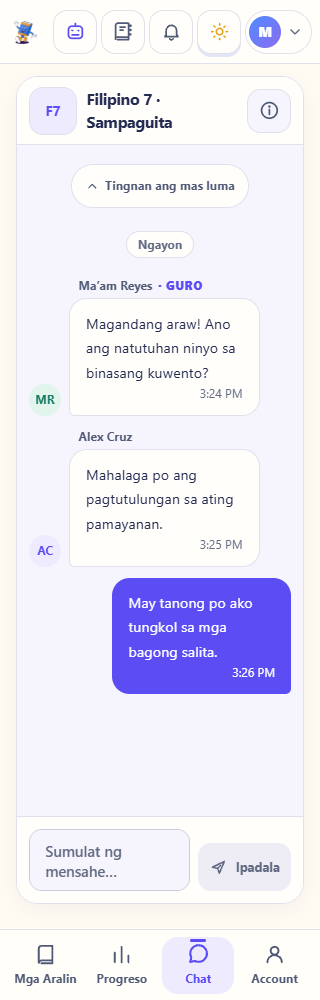 M
F7
Filipino 7 ·
Sampaguita
Tingnan ang mas luma
Ngayon
Ma'am Reyes · GURO
Magandang araw! Ano
ang natutuhan ninyo sa
binasang kuwento?
3:24 PM
MR
Alex Cruz
Mahalaga po ang
pagtutulungan sa ating
pamayanan.
3:25 PM
AC
May tanong po ako
tungkol sa mga
bagong salita.
3:26 PM
Sumulat ng
mensahe...
Ipadala
Mga Aralin
Progreso
Chat
Account